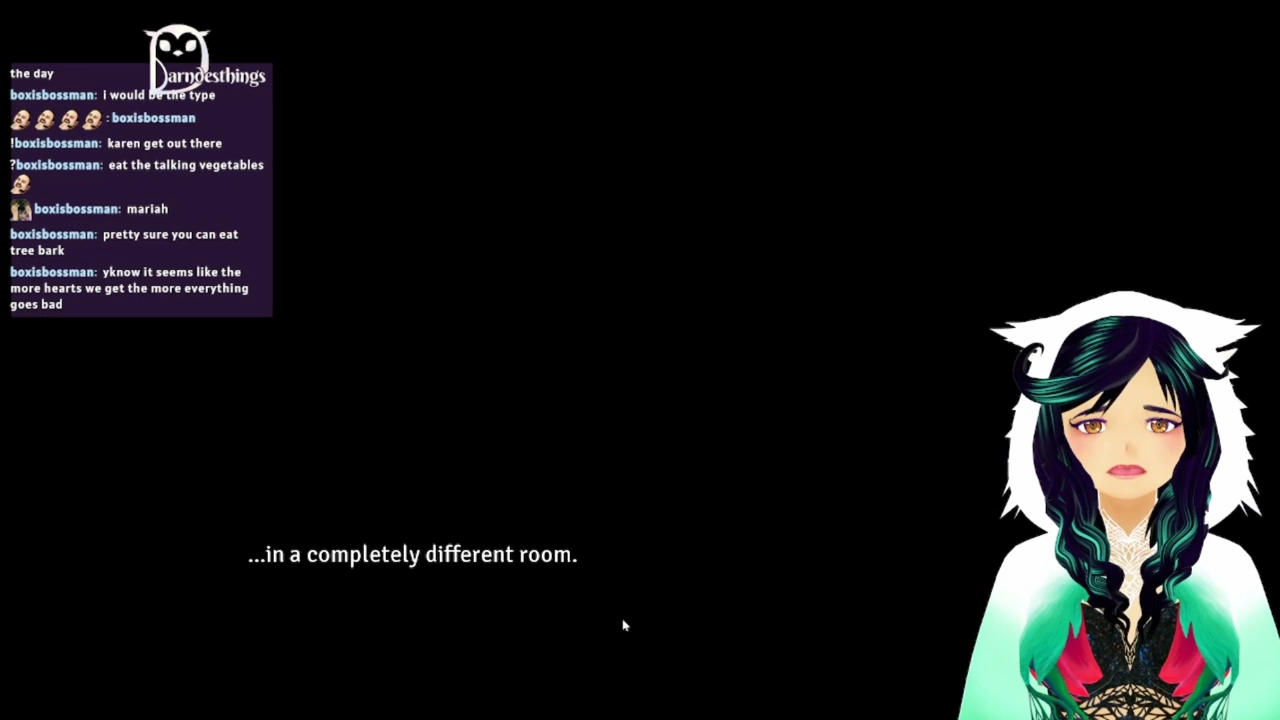 Darndesthings
the day
boxisbossman: i would be the type
: boxisbossman
!boxisbossman: karen get out there
?boxisbossman: eat the talking vegetables
boxisbossman: mariah
boxisbossman: pretty sure you can eat
tree bark
boxisbossman: yknow it seems like the
more hearts we get the more everything
goes bad
...in a completely different room.